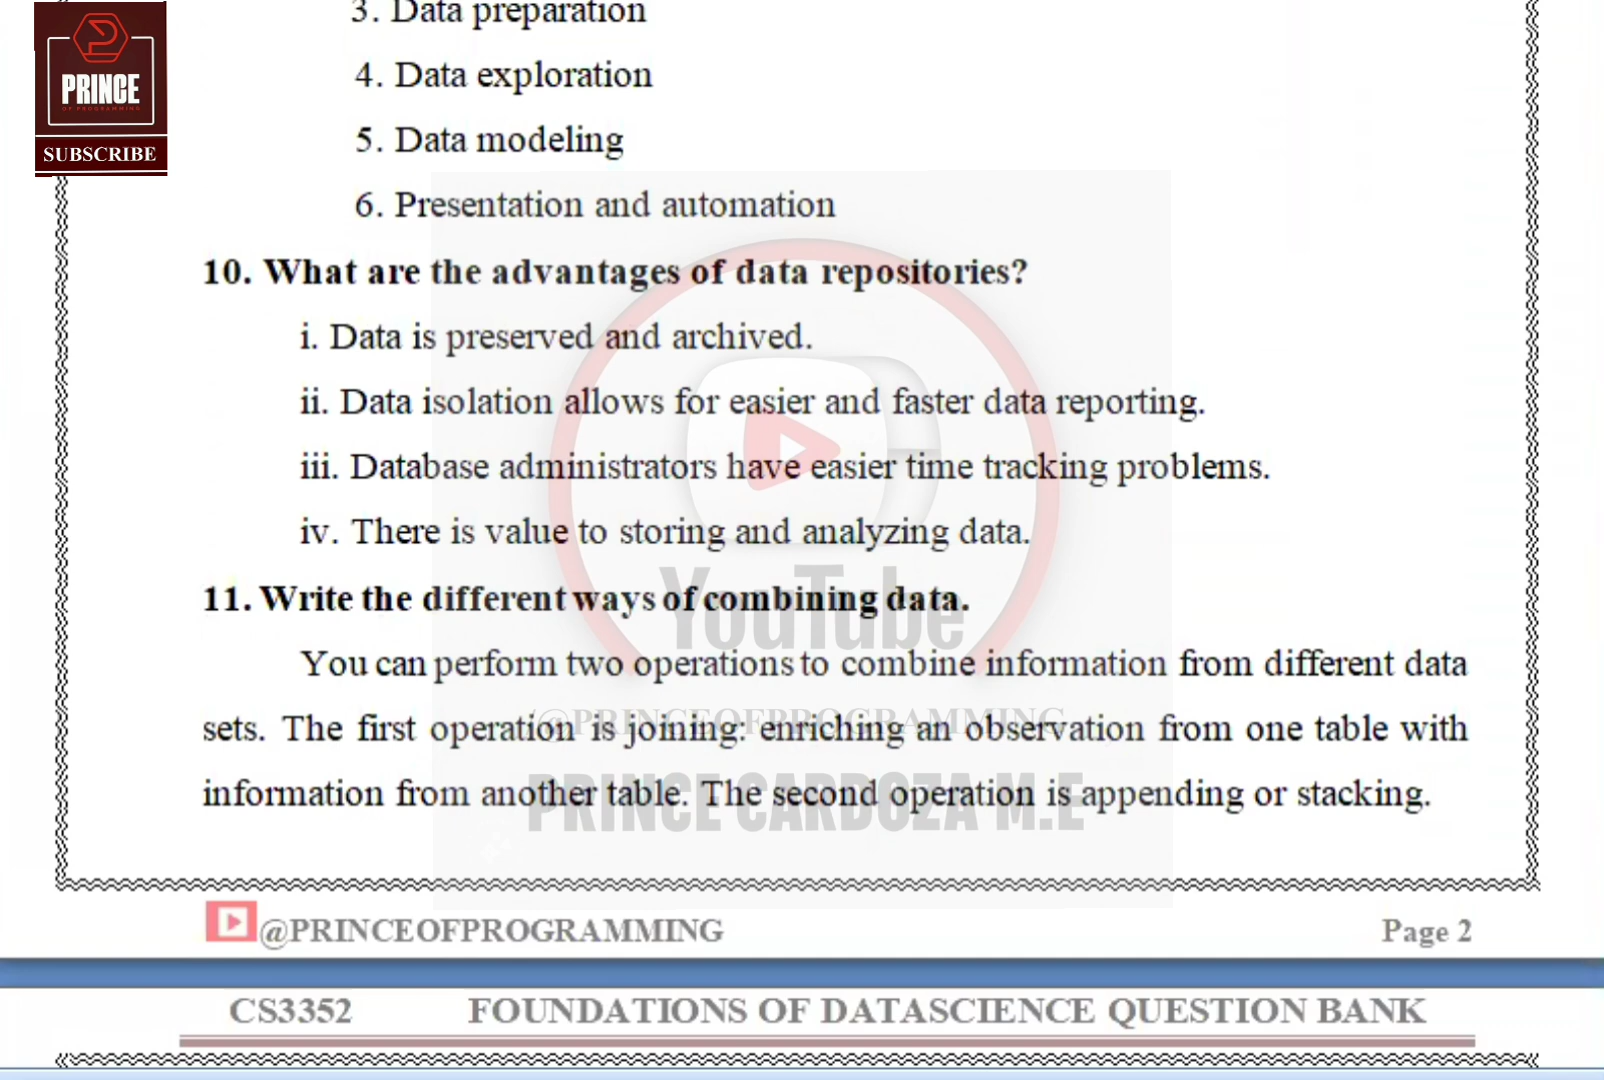 3. Data preparation
PRINCE
OF PROGRAMMING
SUBSCRIBE
4. Data exploration
5. Data modeling
6. Presentation and automation
10. What are the advantages of data repositories?
i. Data is preserved and archived.
ii. Data isolation allows for easier and faster data reporting.
iii. Database administrators have easier time tracking problems.
iv. There is value to storing and analyzing data.
11. Write the different ways of combining data.
YouTube
You can perform two operations to combine information from different data
sets. The first operation is joining: enriching an observation from one table with
@PRINCEOFPROGRAMMING
information from another table. The second operation is appending or stacking.
PRINCE CARDOZA M.E
@PRINCEOFPROGRAMMING Page 2
CS3352 FOUNDATIONS OF DATASCIENCE QUESTION BANK